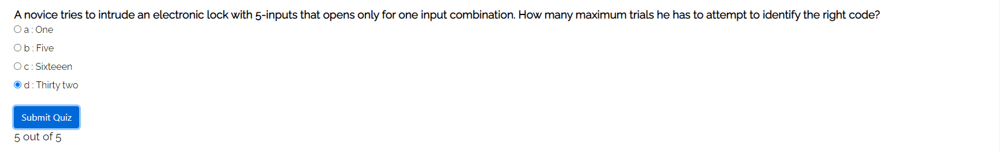 A novice tries to intrude an electronic lock with 5-inputs that opens only for one input combination. How many maximum trials he has to attempt to identify the right code?
a : One
b : Five
c : Sixteeen
d : Thirty two
Submit Quiz
5 out of 5